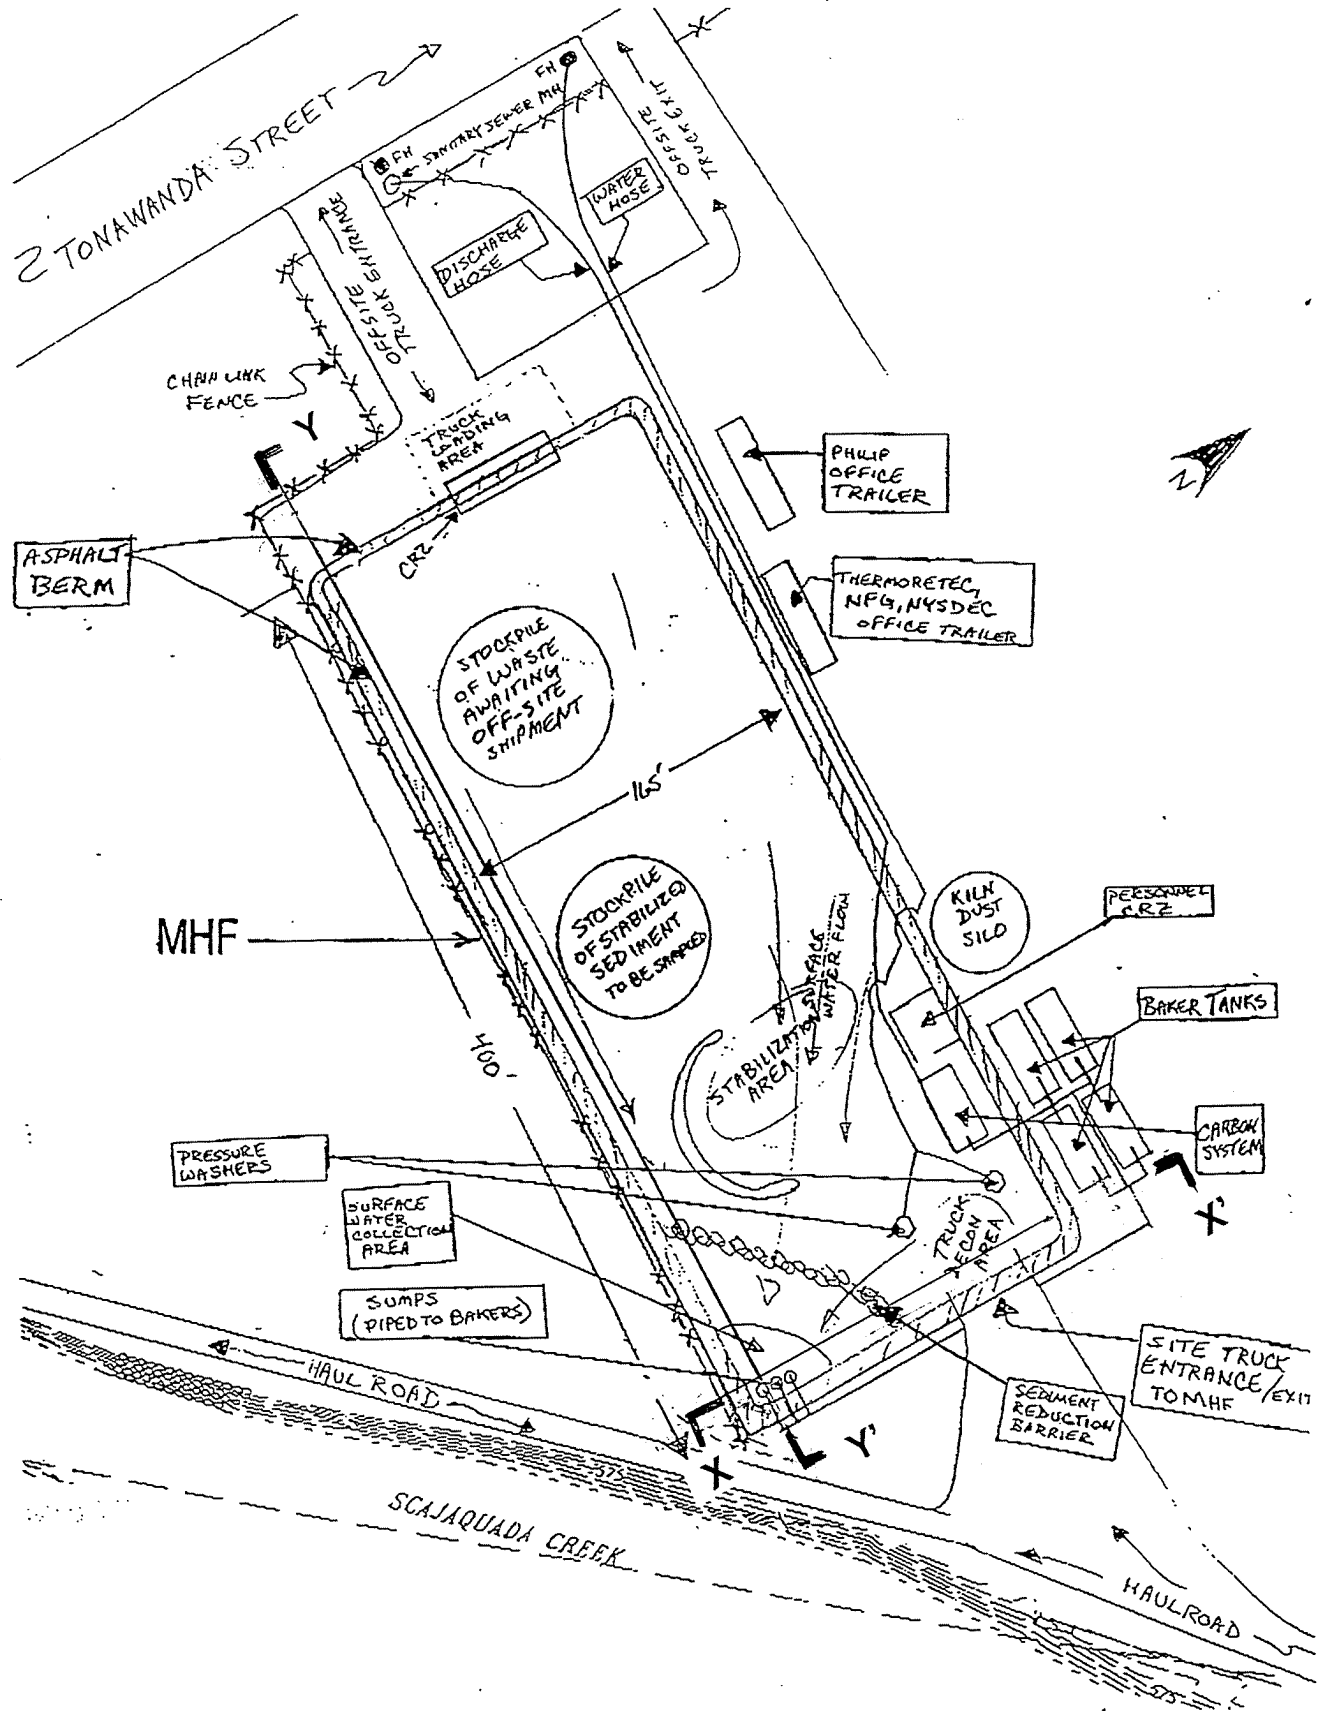 TONAWANDA STREET
FH
FH
SANITARY SEWER MH
OFFSITE
TRUCK EXIT
WATER
HOSE
DISCHARGE
HOSE
OFFSITE
TRUCK ENTRANCE
CHAIN LINK
FENCE
Y
TRUCK
LOADING
AREA
CRZ
PHILIP
OFFICE
TRAILER
N
ASPHALT
BERM
THERMORETEC,
NFG, NYSDEC
OFFICE TRAILER
STOCKPILE
OF WASTE
AWAITING
OFF-SITE
SHIPMENT
165'
MHF
STOCKPILE
OF STABILIZED
SEDIMENT
TO BE SAMPLED
SURFACE
WATER FLOW
KILN
DUST
SILO
PERSONNEL
CRZ
BAKER TANKS
400'
STABILIZATION
AREA
CARBON
SYSTEM
PRESSURE
WASHERS
X'
SURFACE
WATER
COLLECTION
AREA
TRUCK
DECON
AREA
SUMPS
(PIPED TO BAKERS)
SITE TRUCK
ENTRANCE/EXIT
TO MHF
HAUL ROAD
SEDIMENT
REDUCTION
BARRIER
Y'
X
575
SCAJAQUADA CREEK
HAUL ROAD
575